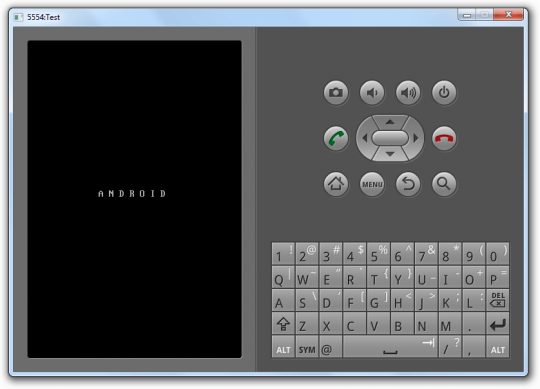 5554:Test
ANDROID
MENU
1 ! 2 @ 3 # 4 $ 5 % 6 ^ 7 & 8 * 9 ( 0 )
Q | W ~ E " R ` T { Y } U _ I - O + P =
A S \ D ' F [ G ] H < J > K ; L : DEL
Z X C V B N M .
ALT SYM @ / ? , ALT